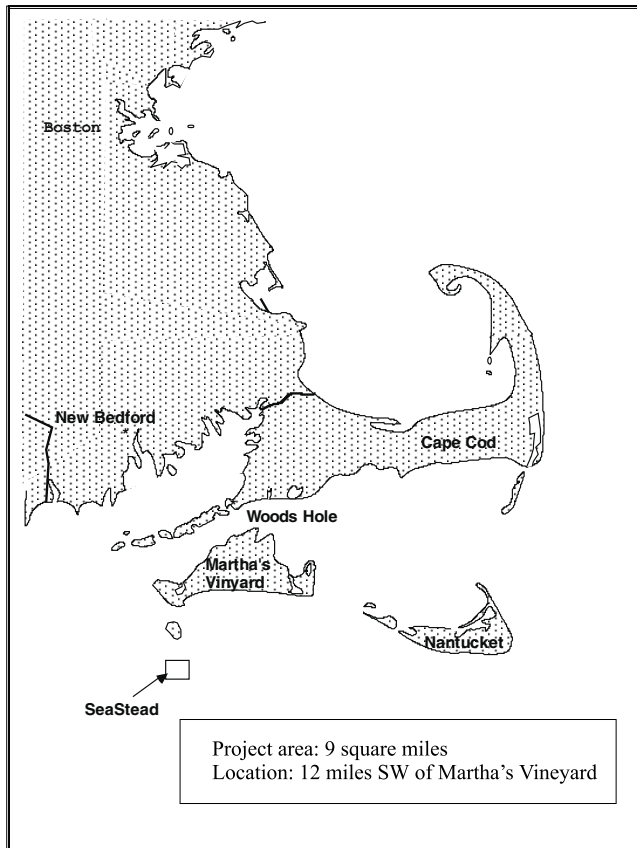 Boston
New Bedford
Cape Cod
Woods Hole
Martha's
Vinyard
Nantucket
SeaStead
Project area: 9 square miles
Location: 12 miles SW of Martha’s Vineyard